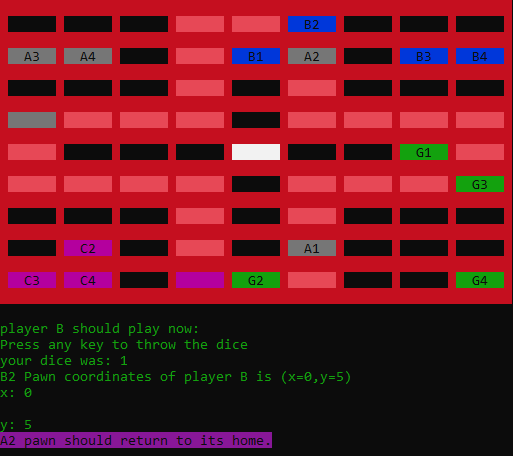 B2
A3 A4 B1 A2 B3 B4
G1
G3
C2 A1
C3 C4 G2 G4
player B should play now:
Press any key to throw the dice
your dice was: 1
B2 Pawn coordinates of player B is (x=0,y=5)
x: 0
y: 5
A2 pawn should return to its home.